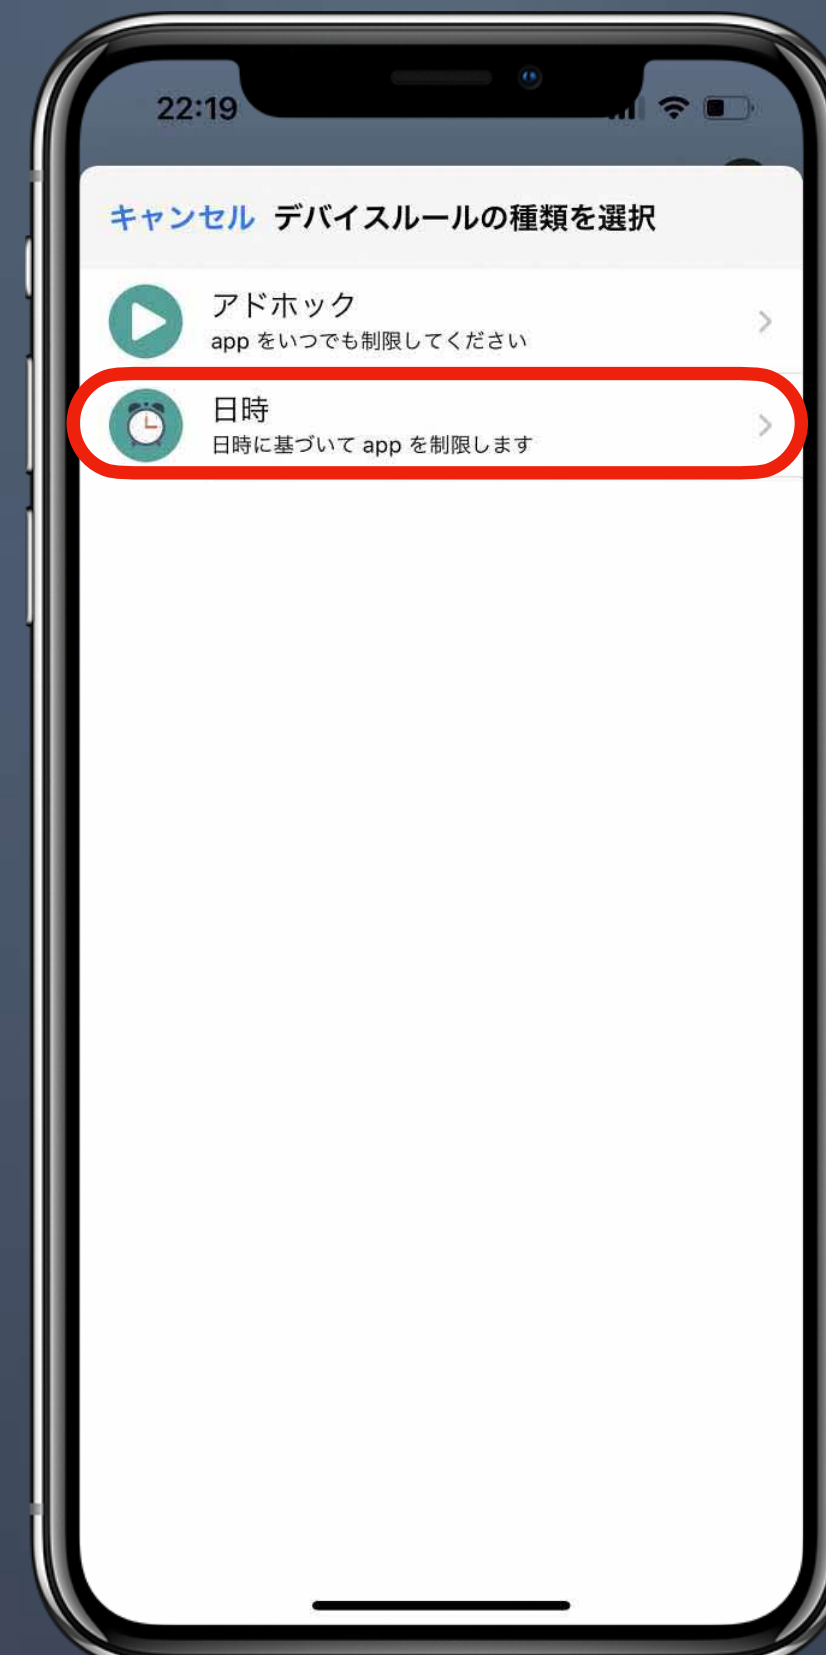 22:19
キャンセル デバイスルールの種類を選択
アドホック
app をいつでも制限してください
日時
日時に基づいて app を制限します